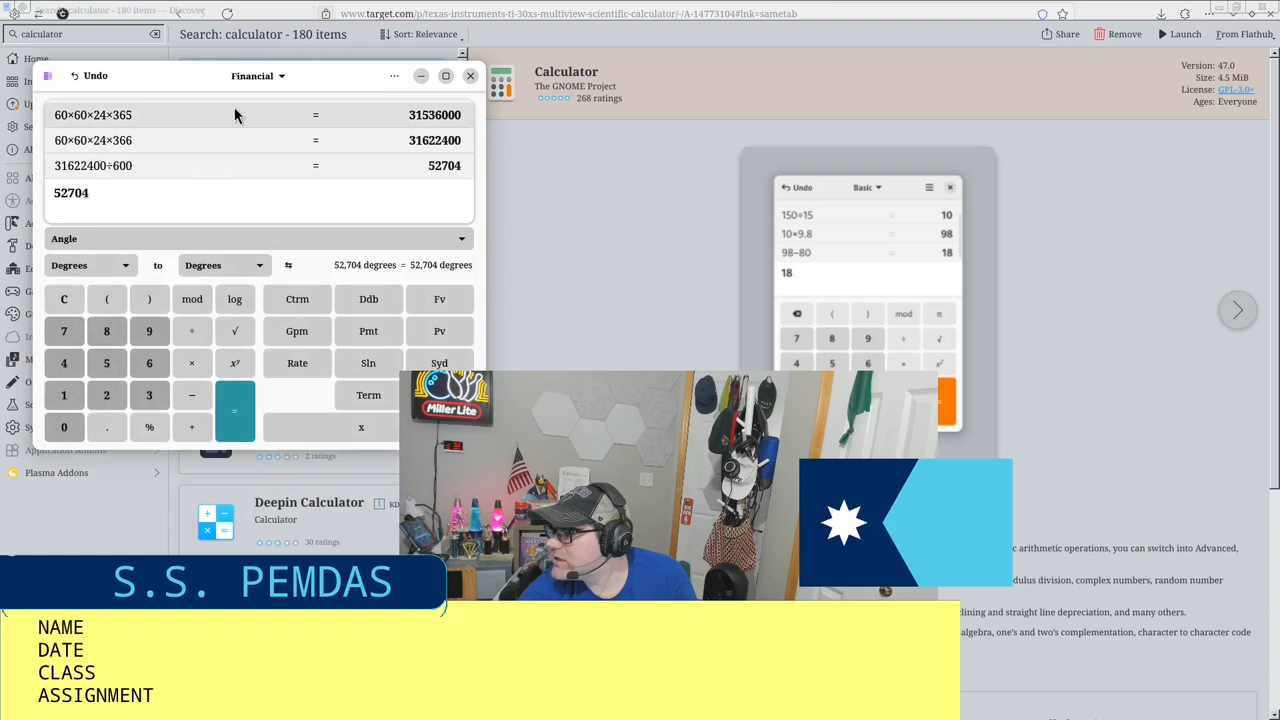 www.target.com/p/texas-instruments-ti-30xs-multiview-scientific-calculator/-/A-14773104#lnk=sametab
calculator
Search: calculator - 180 items
Sort: Relevance
Share
Remove
Launch
From Flathub
Home
Undo
Financial
60×60×24×365 = 31536000
60×60×24×366 = 31622400
31622400÷600 = 52704
52704
Angle
Degrees to Degrees 52,704 degrees = 52,704 degrees
C ( ) mod log Ctrm Ddb Fv
7 8 9 ÷ √ Gpm Pmt Pv
4 5 6 × xʸ Rate Sln Syd
1 2 3 − = Term
0 . % + x
Application Addons
Plasma Addons
2 ratings
Deepin Calculator
Calculator
30 ratings
Calculator
The GNOME Project
268 ratings
Version: 47.0
Size: 4.5 MiB
License: GPL-3.0+
Ages: Everyone
Undo
Basic
150÷15 = 10
10×9.8 = 98
98−80 = 18
18
( ) mod π
7 8 9 ÷ √
4 5 6 ×
Miller Lite
c arithmetic operations, you can switch into Advanced,
dulus division, complex numbers, random number
clining and straight line depreciation, and many others.
algebra, one's and two's complementation, character to character code
S.S. PEMDAS
NAME
DATE
CLASS
ASSIGNMENT